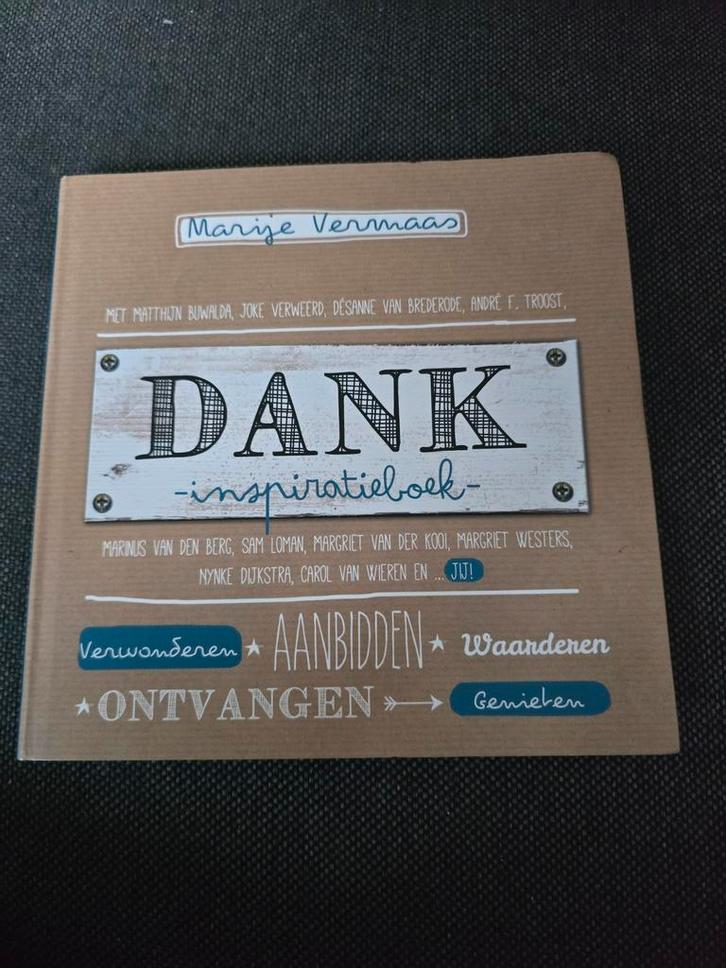 Marije Vermaas
MET MATTHIJN BUWALDA, JOKE VERWEERD, DÉSANNE VAN BREDERODE, ANDRÉ F. TROOST,
DANK
-inspiratieboek-
MARINUS VAN DEN BERG, SAM LOMAN, MARGRIET VAN DER KOOI, MARGRIET WESTERS,
NYNKE DIJKSTRA, CAROL VAN WIEREN EN ... JIJ!
Verwonderen ★ AANBIDDEN ★ Waarderen
★ ONTVANGEN Genieten